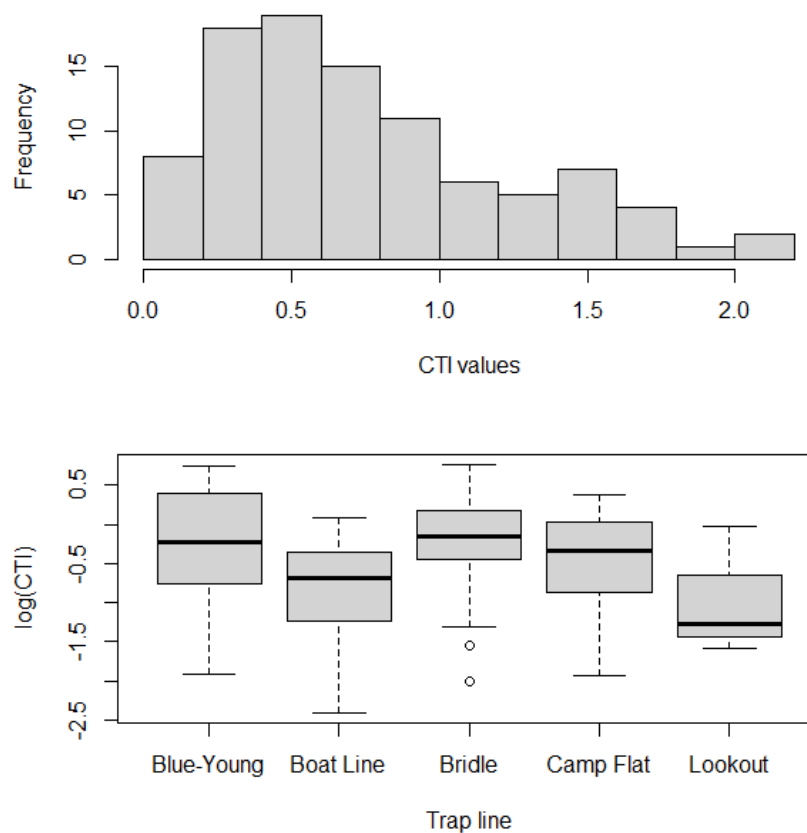 Frequency
15
10
5
0
0.0 0.5 1.0 1.5 2.0
CTI values
log(CTI)
0.5
-0.5
-1.5
-2.5
Blue-Young Boat Line Bridle Camp Flat Lookout
Trap line